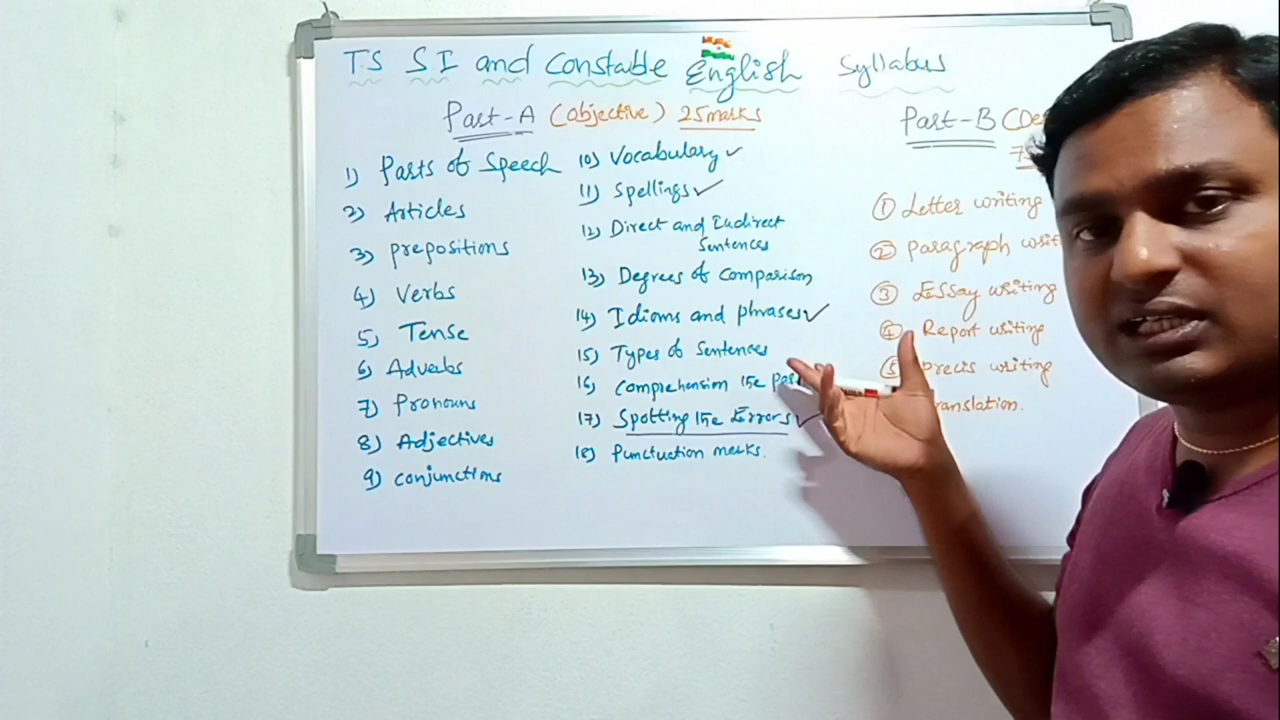 TS SI and Constable English Syllabus
Part-A (objective) 25marks
1) Parts of Speech
2) Articles
3) prepositions
4) Verbs
5) Tense
6) Adverbs
7) Pronouns
8) Adjectives
9) conjunctions
10) Vocabulary ✓
11) Spellings ✓
12) Direct and Indirect
Sentences
13) Degrees of Comparison
14) Idioms and phrases ✓
15) Types of Sentences
16) Comprehension the
17) Spotting the Errors ✓
18) Punctuation marks.
Part-B
① Letter writing
② Paragraph
③ Essay writing
④ Report writing
⑤ writing